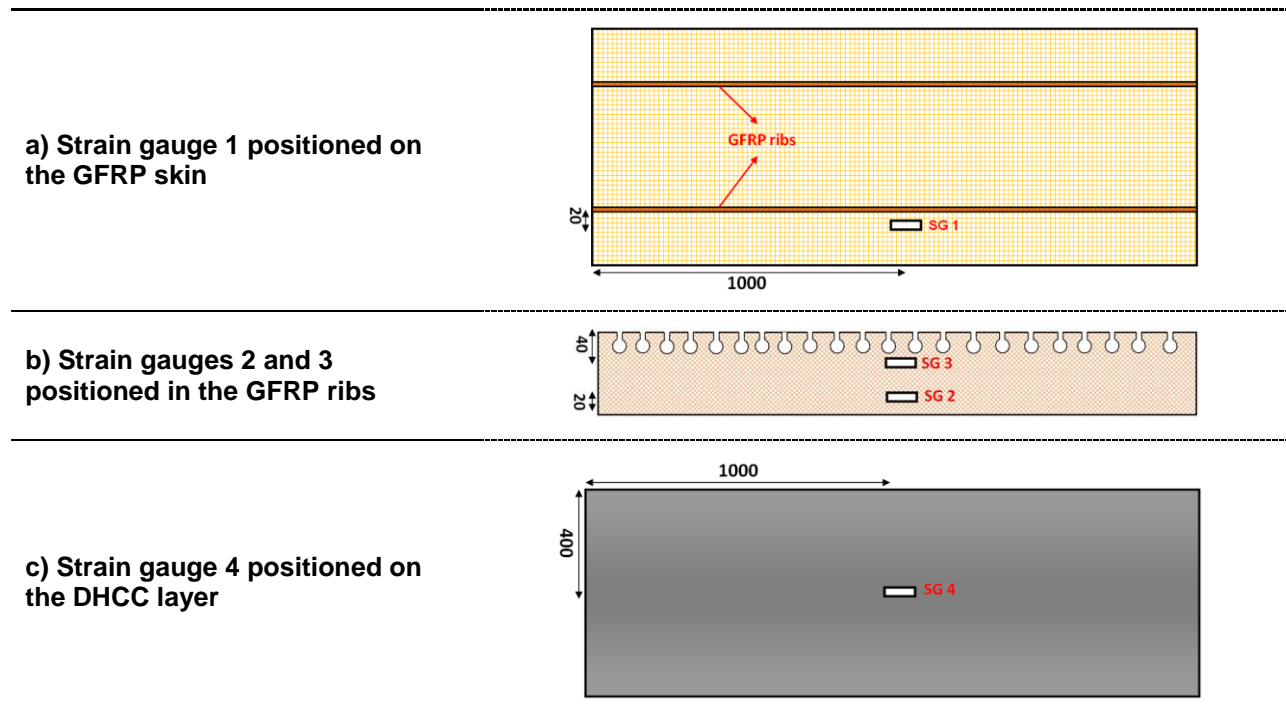 a) Strain gauge 1 positioned on
the GFRP skin
GFRP ribs
20
SG 1
1000
b) Strain gauges 2 and 3
positioned in the GFRP ribs
40
SG 3
20
SG 2
c) Strain gauge 4 positioned on
the DHCC layer
1000
400
SG 4